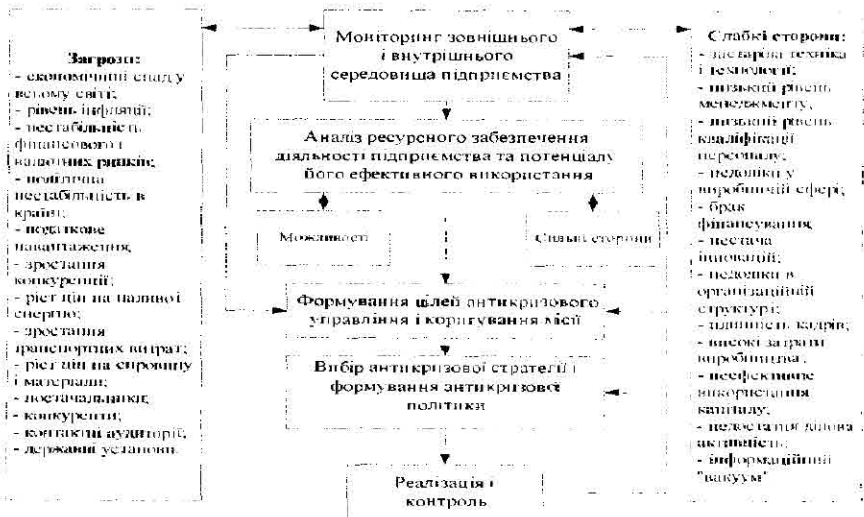 Загрози:
- економічний спад у
всьому світі;
- рівень інфляції;
- нестабільність
фінансового і
валютних ринків;
- політична
нестабільність в
країні;
- податкове
навантаження;
- зростання
конкуренції;
- ріст цін на паливо і
енергію;
- зростання
транспортних витрат;
- ріст цін на сировину
і матеріали;
- постачальники;
- конкуренти;
- контактні аудиторії;
- державні установи.
Моніторинг зовнішнього
і внутрішнього
середовища підприємства
Аналіз ресурсного забезпечення
діяльності підприємства та потенціалу
його ефективного використання
Можливості
Сильні сторони
Формування цілей антикризового
управління і коригування місії
Вибір антикризової стратегії і
формування антикризової
політики
Реалізація і
контроль
Слабкі сторони:
- застаріла техніка
і технології;
- низький рівень
менеджменту;
- низький рівень
кваліфікації
персоналу;
- недоліки у
виробничій сфері;
- брак
фінансування;
- нестача
інновацій;
- недоліки в
організаційній
структурі;
- плинність кадрів;
- високі затрати
виробництва;
- неефективне
використання
капіталу;
- недостатня ділова
активність;
- інформаційний
"вакуум"